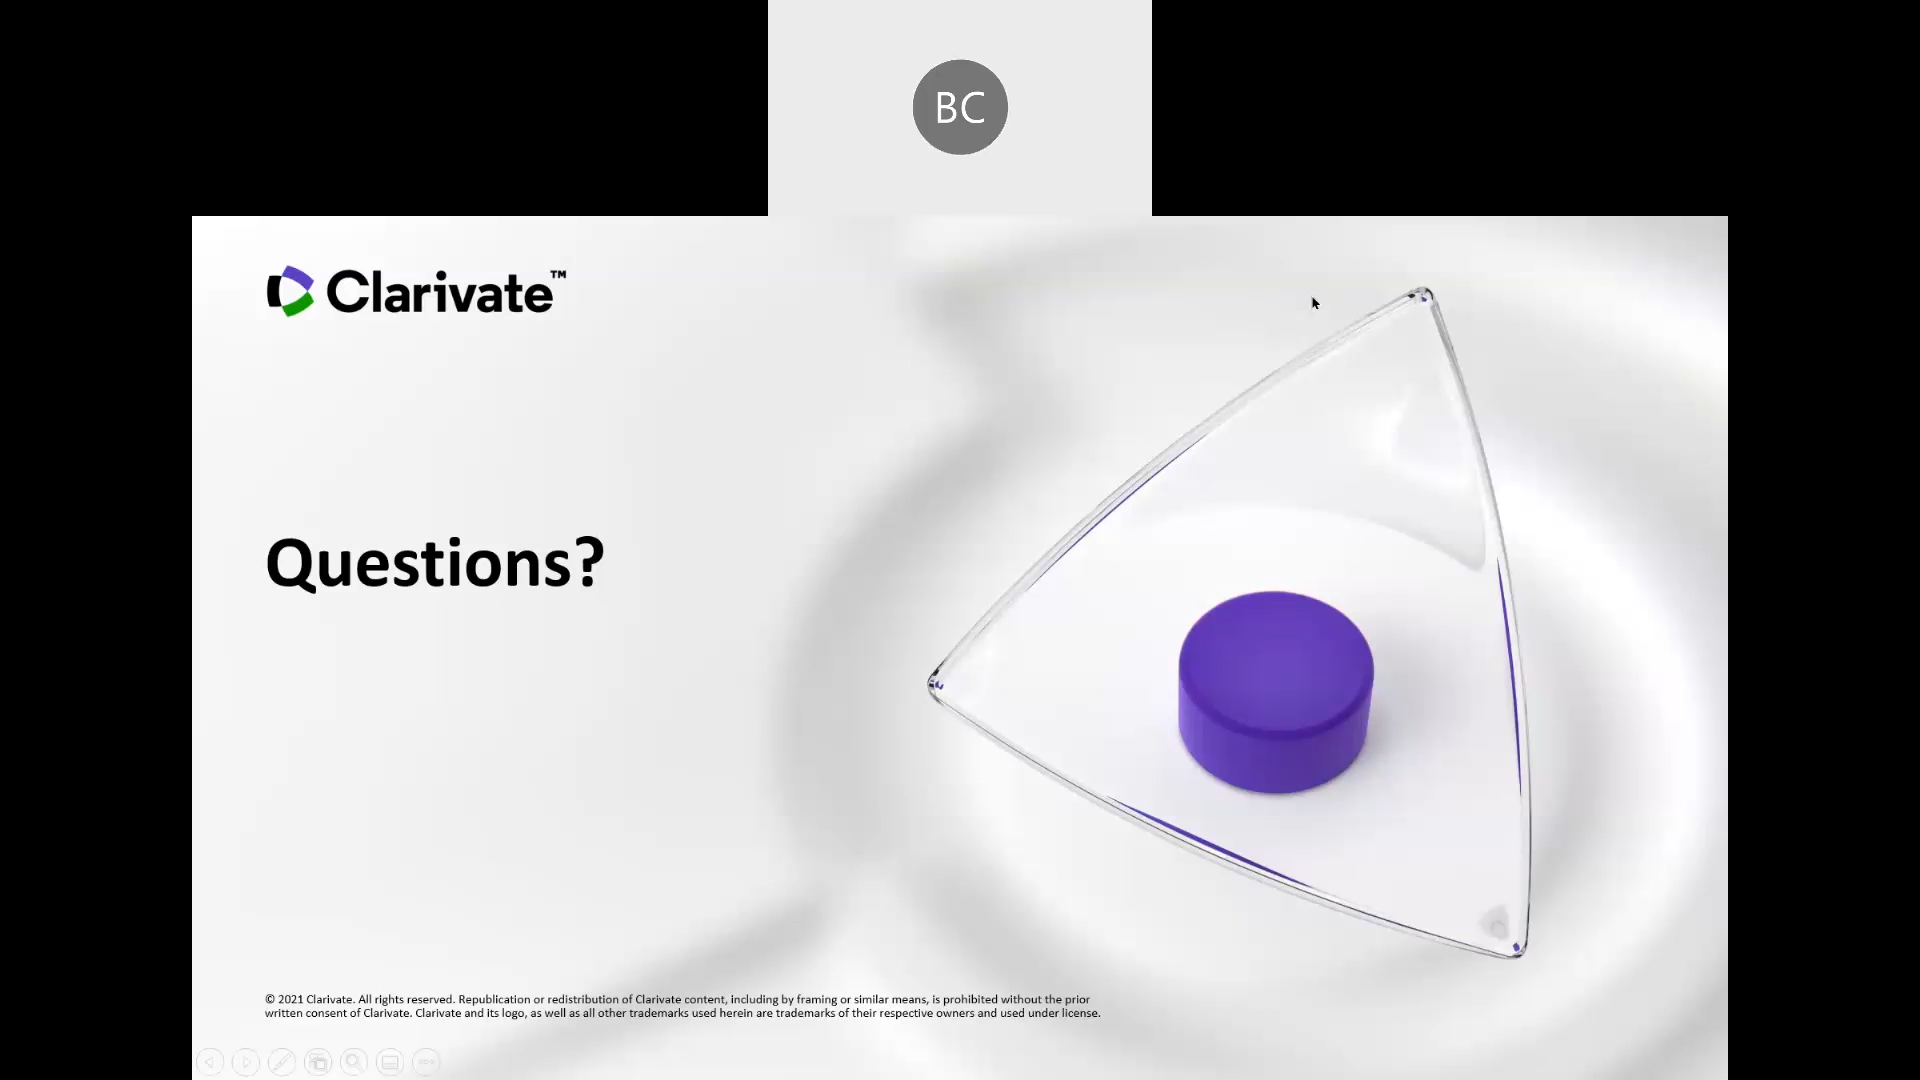 BC
Clarivate™
Questions?
© 2021 Clarivate. All rights reserved. Republication or redistribution of Clarivate content, including by framing or similar means, is prohibited without the prior
written consent of Clarivate. Clarivate and its logo, as well as all other trademarks used herein are trademarks of their respective owners and used under license.